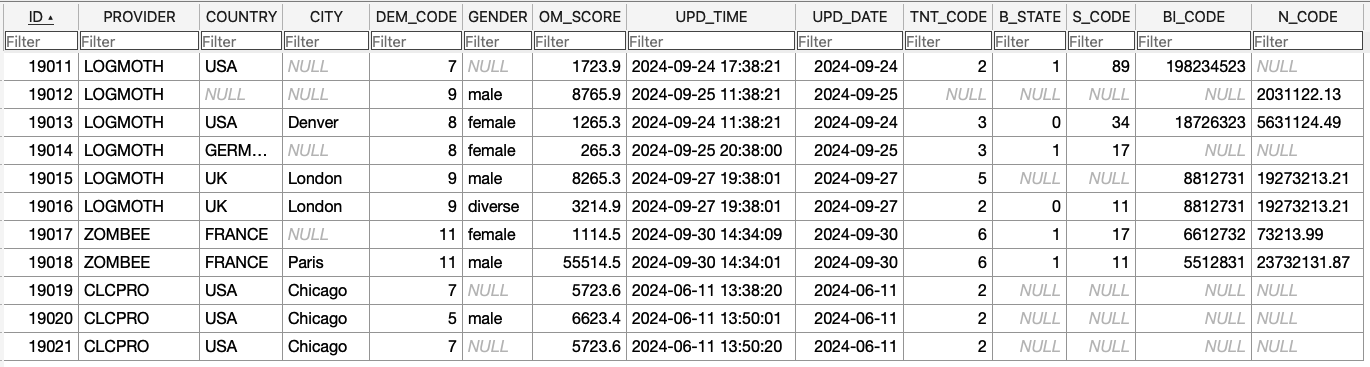 ID PROVIDER COUNTRY CITY DEM_CODE GENDER OM_SCORE UPD_TIME UPD_DATE TNT_CODE B_STATE S_CODE BI_CODE N_CODE
Filter Filter Filter Filter Filter Filter Filter Filter Filter Filter Filter Filter Filter Filter
19011 LOGMOTH USA NULL 7 NULL 1723.9 2024-09-24 17:38:21 2024-09-24 2 1 89 198234523 NULL
19012 LOGMOTH NULL NULL 9 male 8765.9 2024-09-25 11:38:21 2024-09-25 NULL NULL NULL NULL 2031122.13
19013 LOGMOTH USA Denver 8 female 1265.3 2024-09-24 11:38:21 2024-09-24 3 0 34 18726323 5631124.49
19014 LOGMOTH GERM... NULL 8 female 265.3 2024-09-25 20:38:00 2024-09-25 3 1 17 NULL NULL
19015 LOGMOTH UK London 9 male 8265.3 2024-09-27 19:38:01 2024-09-27 5 NULL NULL 8812731 19273213.21
19016 LOGMOTH UK London 9 diverse 3214.9 2024-09-27 19:38:01 2024-09-27 2 0 11 8812731 19273213.21
19017 ZOMBEE FRANCE NULL 11 female 1114.5 2024-09-30 14:34:09 2024-09-30 6 1 17 6612732 73213.99
19018 ZOMBEE FRANCE Paris 11 male 55514.5 2024-09-30 14:34:01 2024-09-30 6 1 11 5512831 23732131.87
19019 CLCPRO USA Chicago 7 NULL 5723.6 2024-06-11 13:38:20 2024-06-11 2 NULL NULL NULL NULL
19020 CLCPRO USA Chicago 5 male 6623.4 2024-06-11 13:50:01 2024-06-11 2 NULL NULL NULL NULL
19021 CLCPRO USA Chicago 7 NULL 5723.6 2024-06-11 13:50:20 2024-06-11 2 NULL NULL NULL NULL